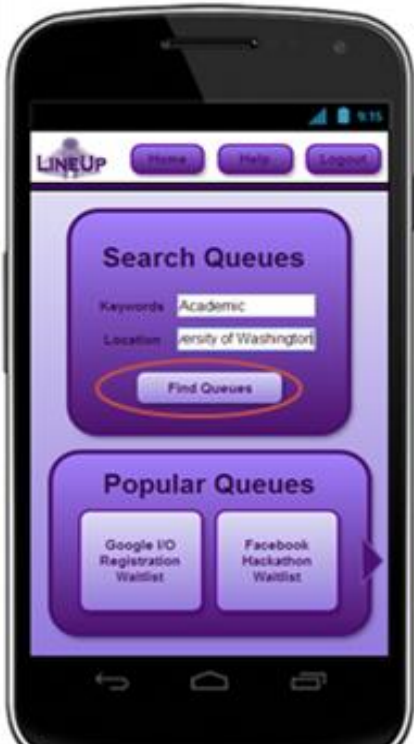 9:15
LINEUP
Home
Help
Logout
Search Queues
Keywords
Academic
Location
versity of Washington
Find Queues
Popular Queues
Google I/O
Registration
Waitlist
Facebook
Hackathon
Waitlist